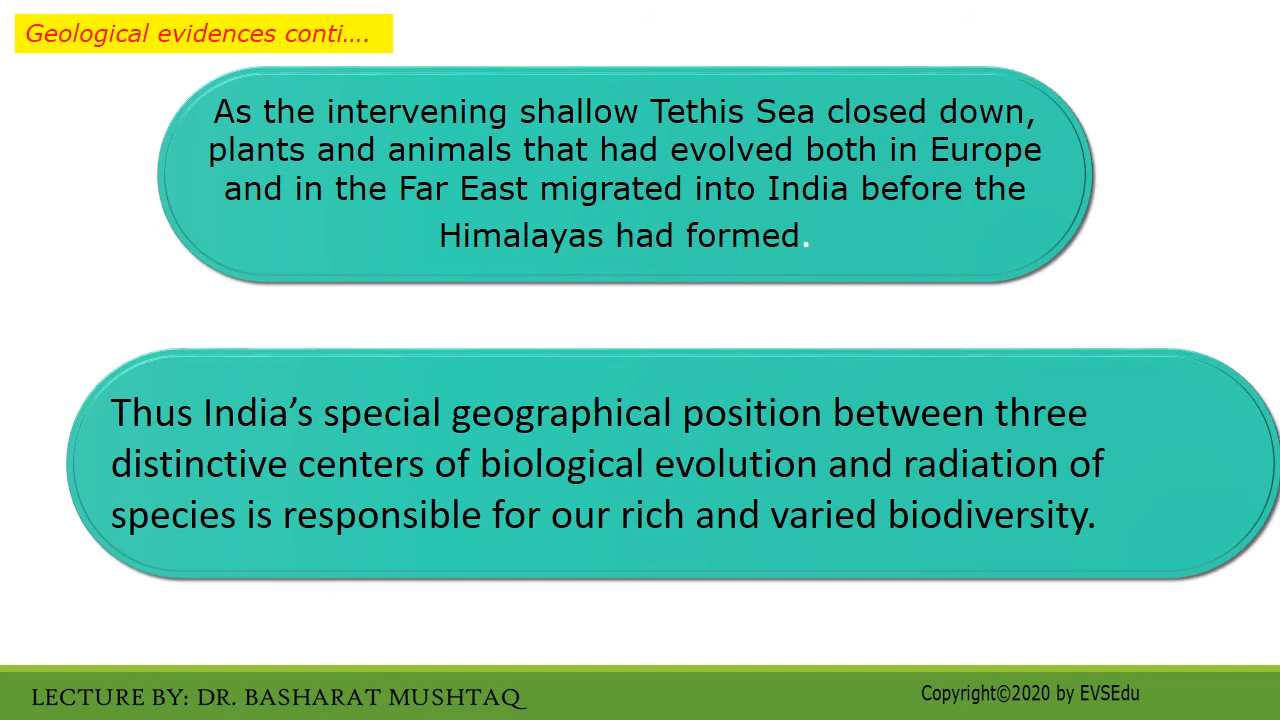 Geological evidences conti....
As the intervening shallow Tethis Sea closed down,
plants and animals that had evolved both in Europe
and in the Far East migrated into India before the
Himalayas had formed.
Thus India’s special geographical position between three
distinctive centers of biological evolution and radiation of
species is responsible for our rich and varied biodiversity.
LECTURE BY: DR. BASHARAT MUSHTAQ
Copyright©2020 by EVSEdu